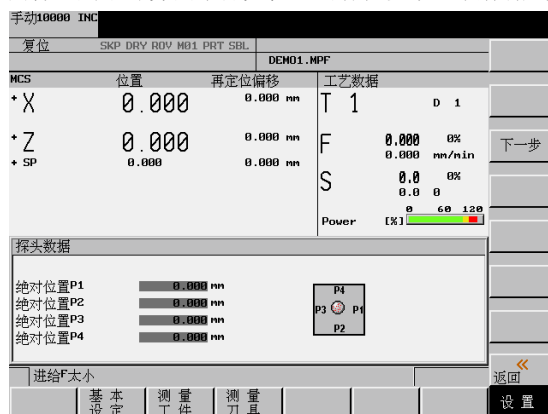 手动10000 INC
复位 SKP DRY ROV M01 PRT SBL
DEMO1.MPF
MCS 位置 再定位偏移 工艺数据
+ X 0.000 0.000 mm T 1 D 1
+ Z 0.000 0.000 mm F 0.000 0%
+ SP 0.000 0.000 mm 0.000 mm/min
下一步
S 0.0 0%
0.0 0
0 60 120
Power [%]
探头数据
绝对位置P1 0.000 mm
绝对位置P2 0.000 mm
绝对位置P3 0.000 mm
绝对位置P4 0.000 mm
P4
P3 P1
P2
进给F太小
返回
基本设定 测量工件 测量刀具 设置